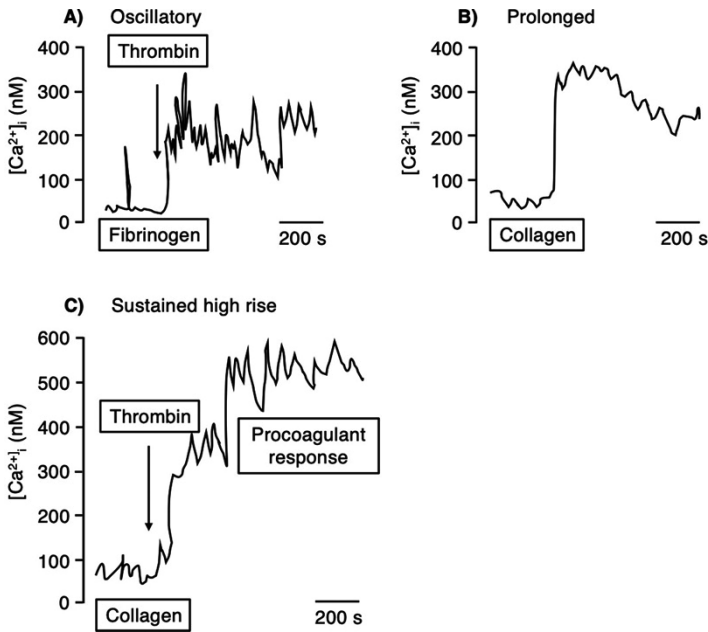 A) Oscillatory
Thrombin
[Ca²⁺]ᵢ (nM)
400
300
200
100
0
Fibrinogen
200 s
B) Prolonged
[Ca²⁺]ᵢ (nM)
400
300
200
100
0
Collagen
200 s
C) Sustained high rise
[Ca²⁺]ᵢ (nM)
600
500
400
300
200
100
0
Thrombin
Procoagulant
response
Collagen
200 s